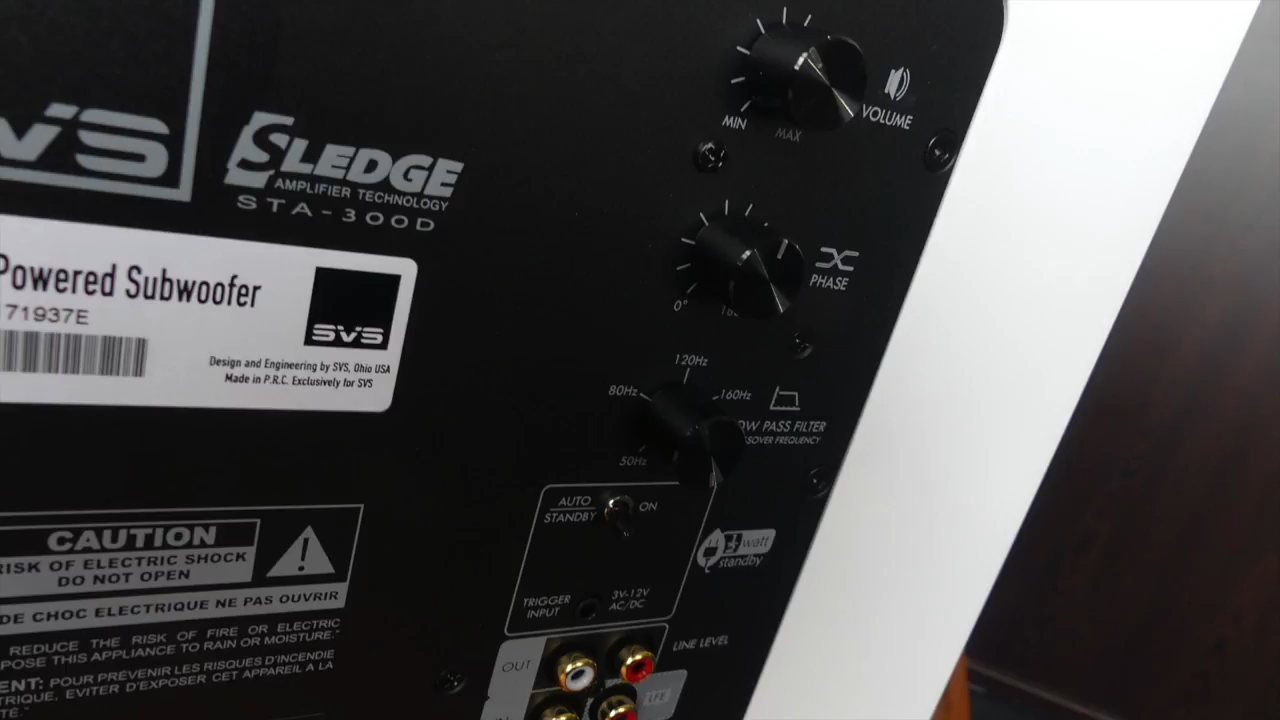 SVS
SLEDGE
AMPLIFIER TECHNOLOGY
STA-300D
MIN
MAX
VOLUME
0°
PHASE
Powered Subwoofer
71937E
SVS
Design and Engineering by SVS, Ohio USA
Made in P.R.C. Exclusively for SVS
120Hz
80Hz
160Hz
50Hz
PASS FILTER
FREQUENCY
AUTO
STANDBY
ON
watt
standby
TRIGGER
INPUT
3V-12V
AC/DC
CAUTION
RISK OF ELECTRIC SHOCK
DO NOT OPEN
DE CHOC ELECTRIQUE NE PAS OUVRIR
REDUCE THE RISK OF FIRE OR ELECTRIC
POSE THIS APPLIANCE TO RAIN OR MOISTURE."
ENT: POUR PRÉVENIR LES RISQUES D'INCENDIE
TRIQUE, EVITER D'EXPOSER CET APPAREIL A LA
TÉ."
OUT
LINE LEVEL
LFE